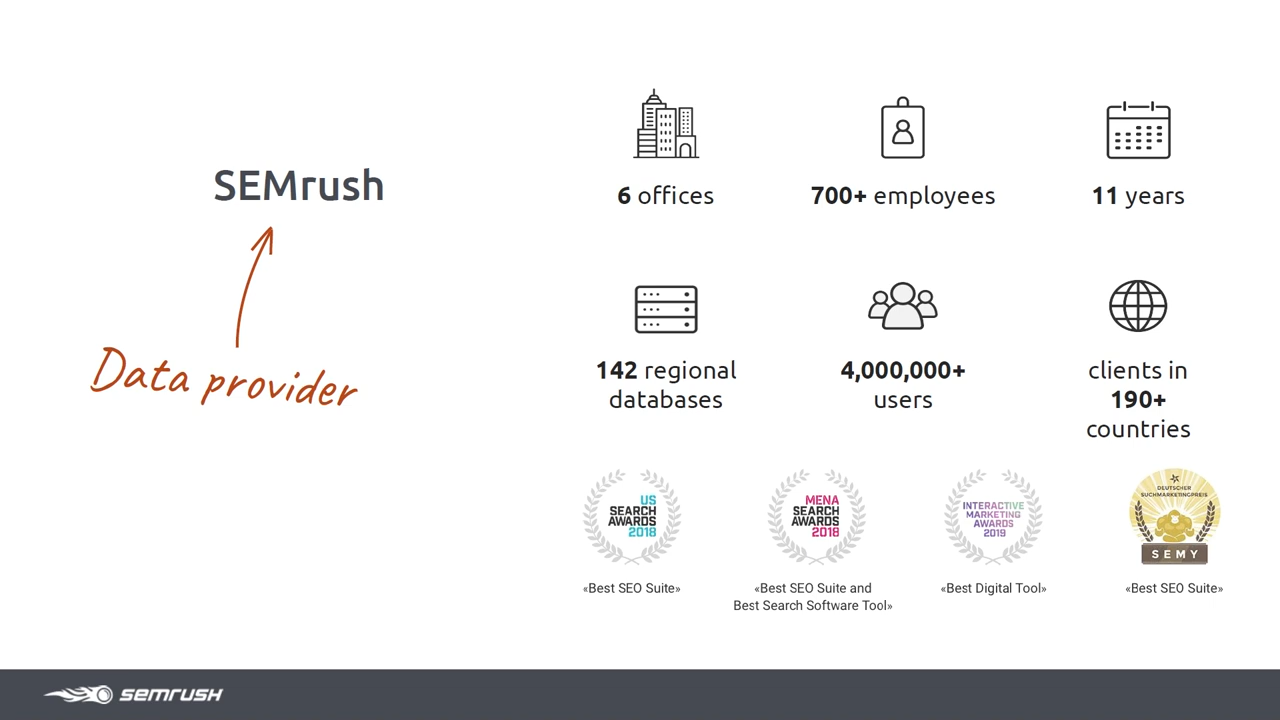 SEMrush
Data provider
6 offices
700+ employees
11 years
142 regional
databases
4,000,000+
users
clients in
190+
countries
US
SEARCH
AWARDS
2018
«Best SEO Suite»
MENA
SEARCH
AWARDS
2018
«Best SEO Suite and
Best Search Software Tool»
INTERACTIVE
MARKETING
AWARDS
2019
«Best Digital Tool»
DEUTSCHER
SUCHMARKETINGPREIS
SEMY
«Best SEO Suite»
semrush